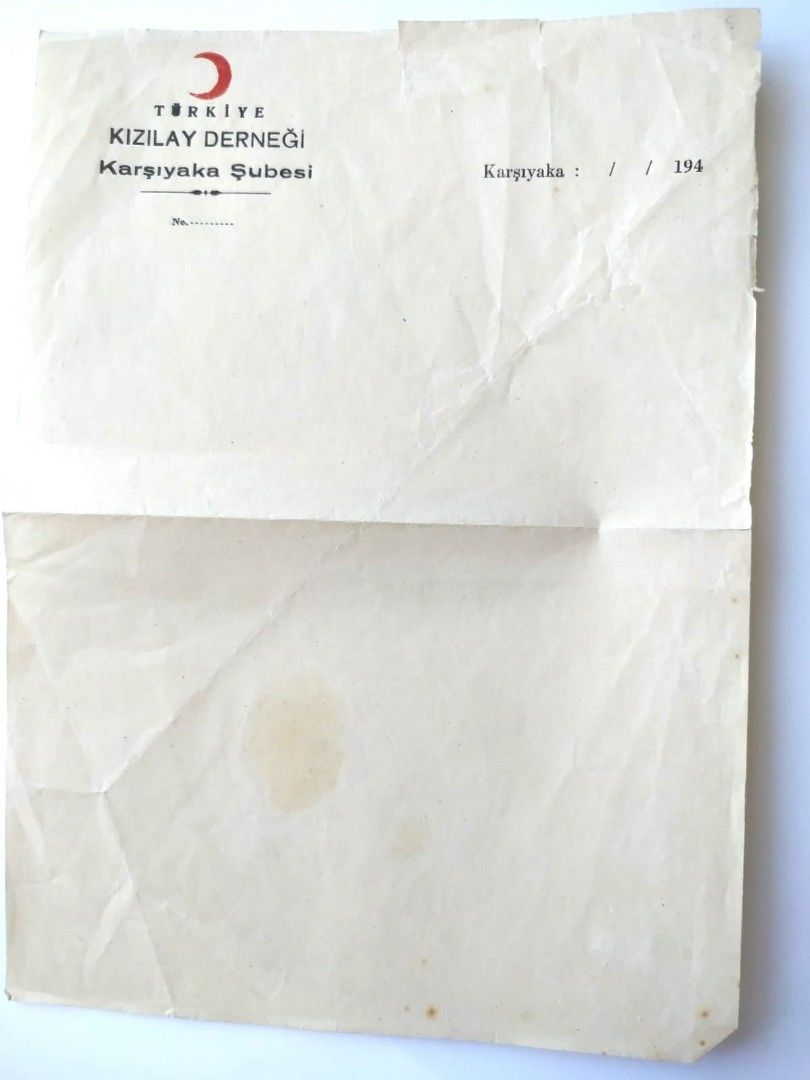 TÜRKİYE
KIZILAY DERNEĞİ
Karşıyaka Şubesi
Karşıyaka : / / 194
No..........